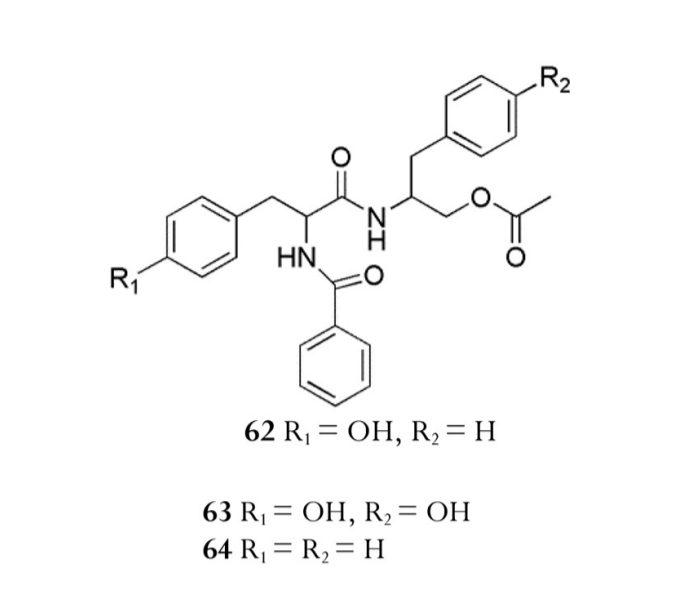 R₂
O
O
N
H
HN
O
O
R₁
62 R₁ = OH, R₂ = H
63 R₁ = OH, R₂ = OH
64 R₁ = R₂ = H